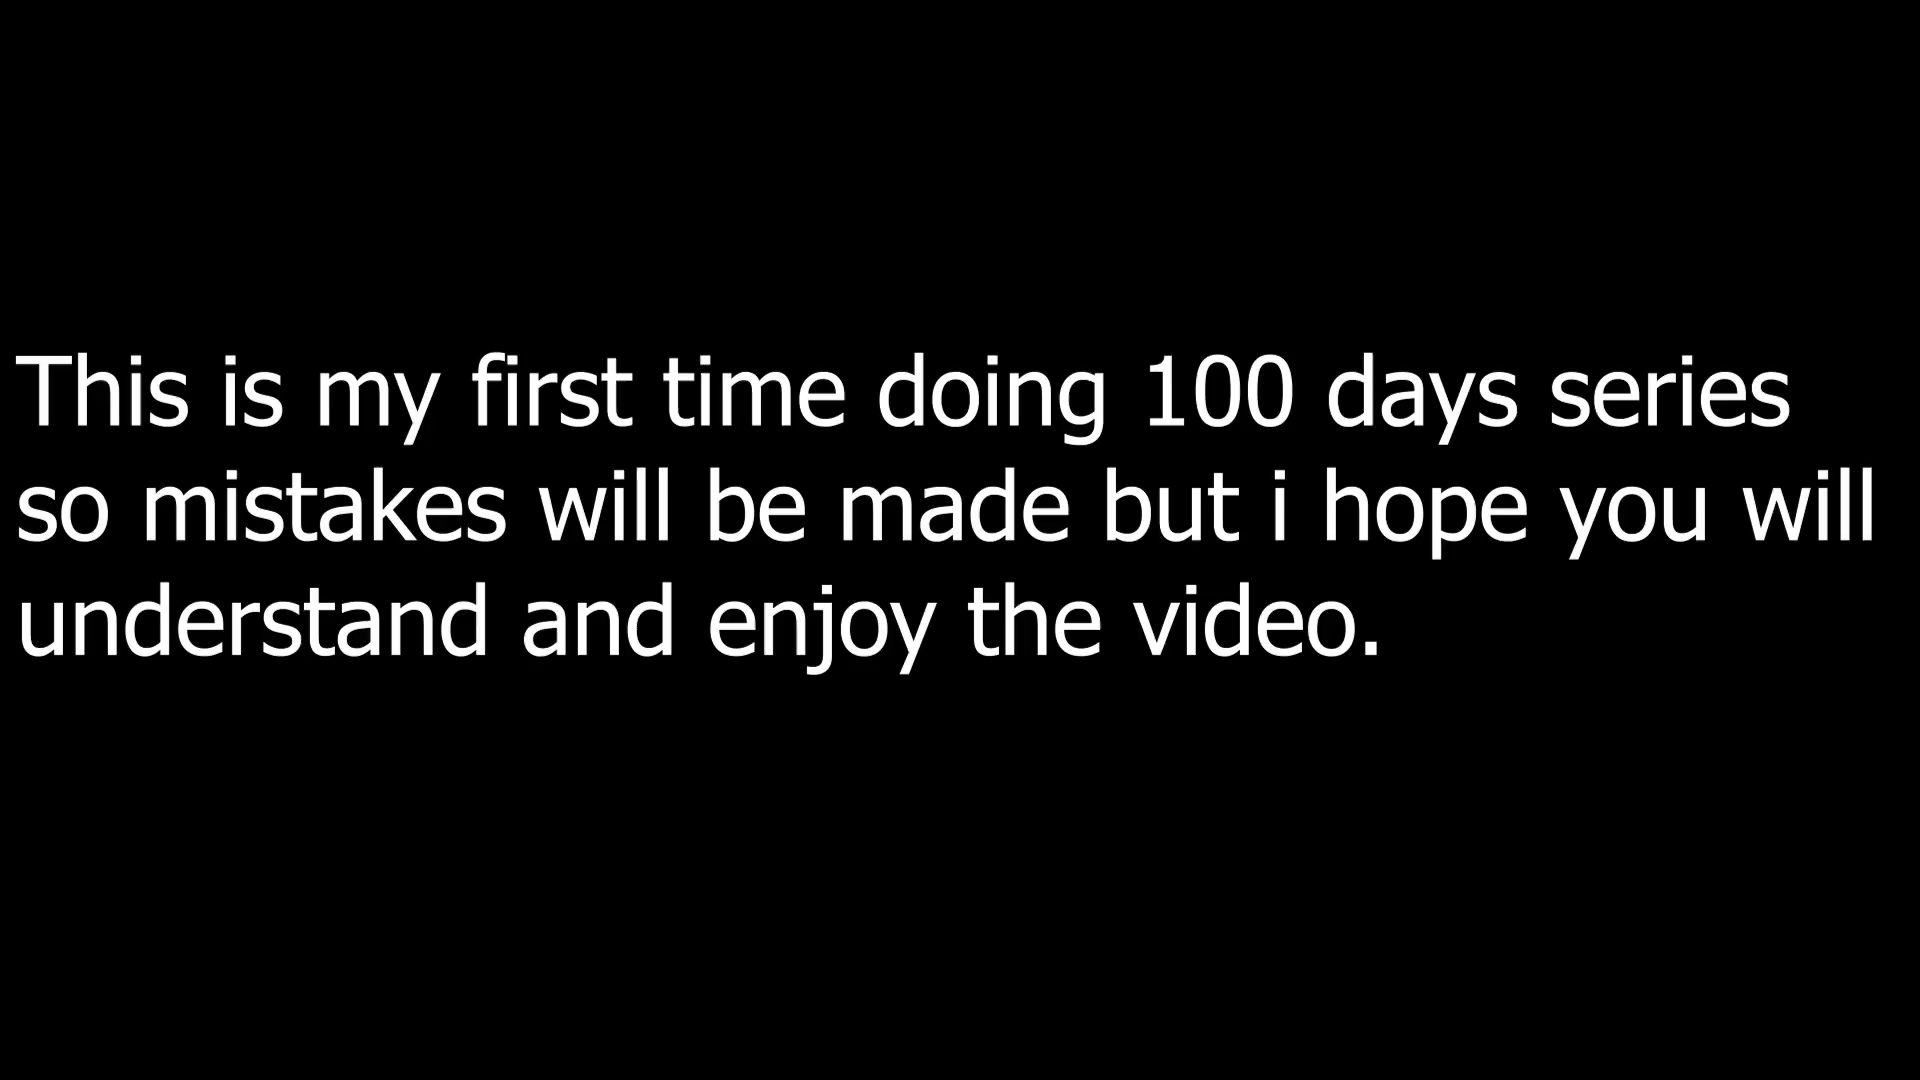 This is my first time doing 100 days series
so mistakes will be made but i hope you will
understand and enjoy the video.